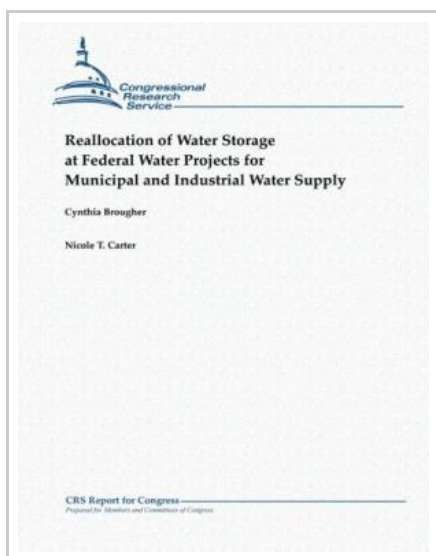 Congressional
Research
Service
Reallocation of Water Storage
at Federal Water Projects for
Municipal and Industrial Water Supply
Cynthia Brougher
Nicole T. Carter
CRS Report for Congress
Prepared for Members and Committees of Congress